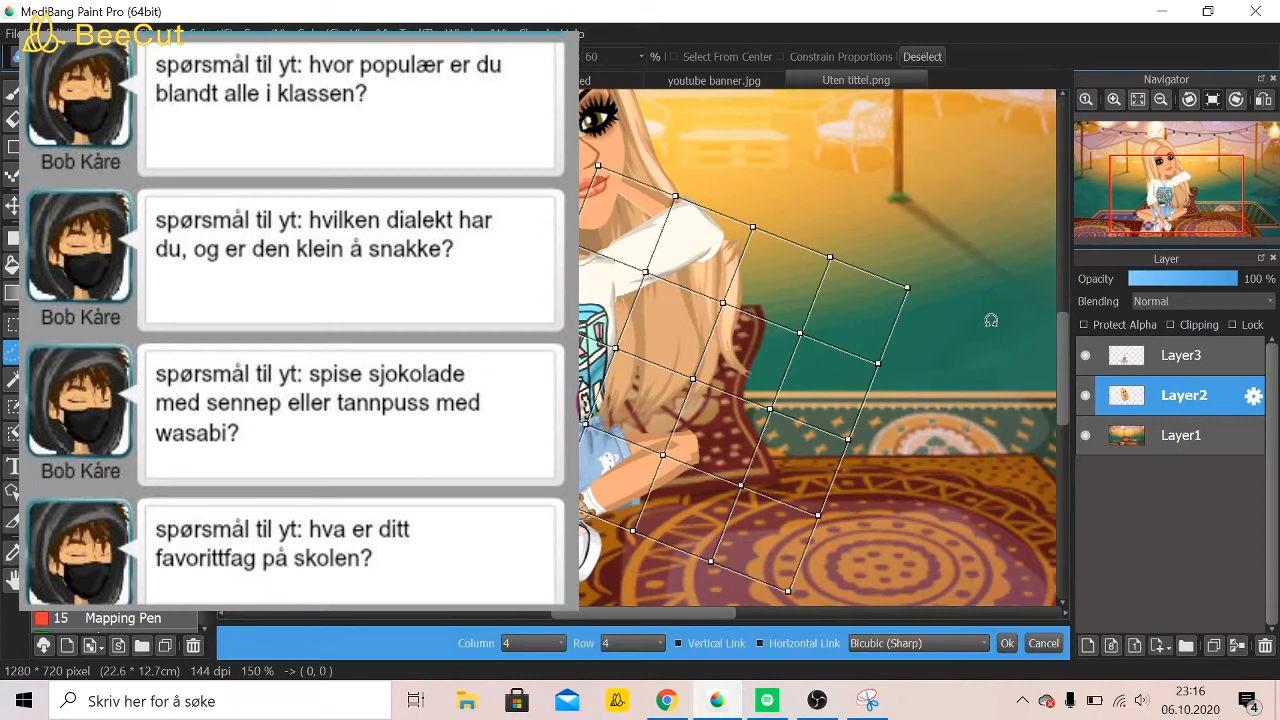 MediBang Paint Pro (64bit)
BeeCut
60
% Select From Center Constrain Proportions Deselect
youtube banner.jpg
Uten tittel.png
Navigator
spørsmål til yt: hvor populær er du
blandt alle i klassen?
Bob Kåre
spørsmål til yt: hvilken dialekt har
du, og er den klein å snakke?
Bob Kåre
spørsmål til yt: spise sjokolade
med sennep eller tannpuss med
wasabi?
Bob Kåre
spørsmål til yt: hva er ditt
favorittfag på skolen?
Layer
Opacity 100 %
Blending Normal
Protect Alpha Clipping Lock
Layer3
Layer2
Layer1
15 Mapping Pen
Column 4 Row 4 Vertical Link Horizontal Link Bicubic (Sharp) Ok Cancel
1280 * 720 pixel (22.6 * 12.7cm) 144 dpi 150 % -> ( 0, 0 )
Skriv her for å søke
23:16
06.10.2020
4